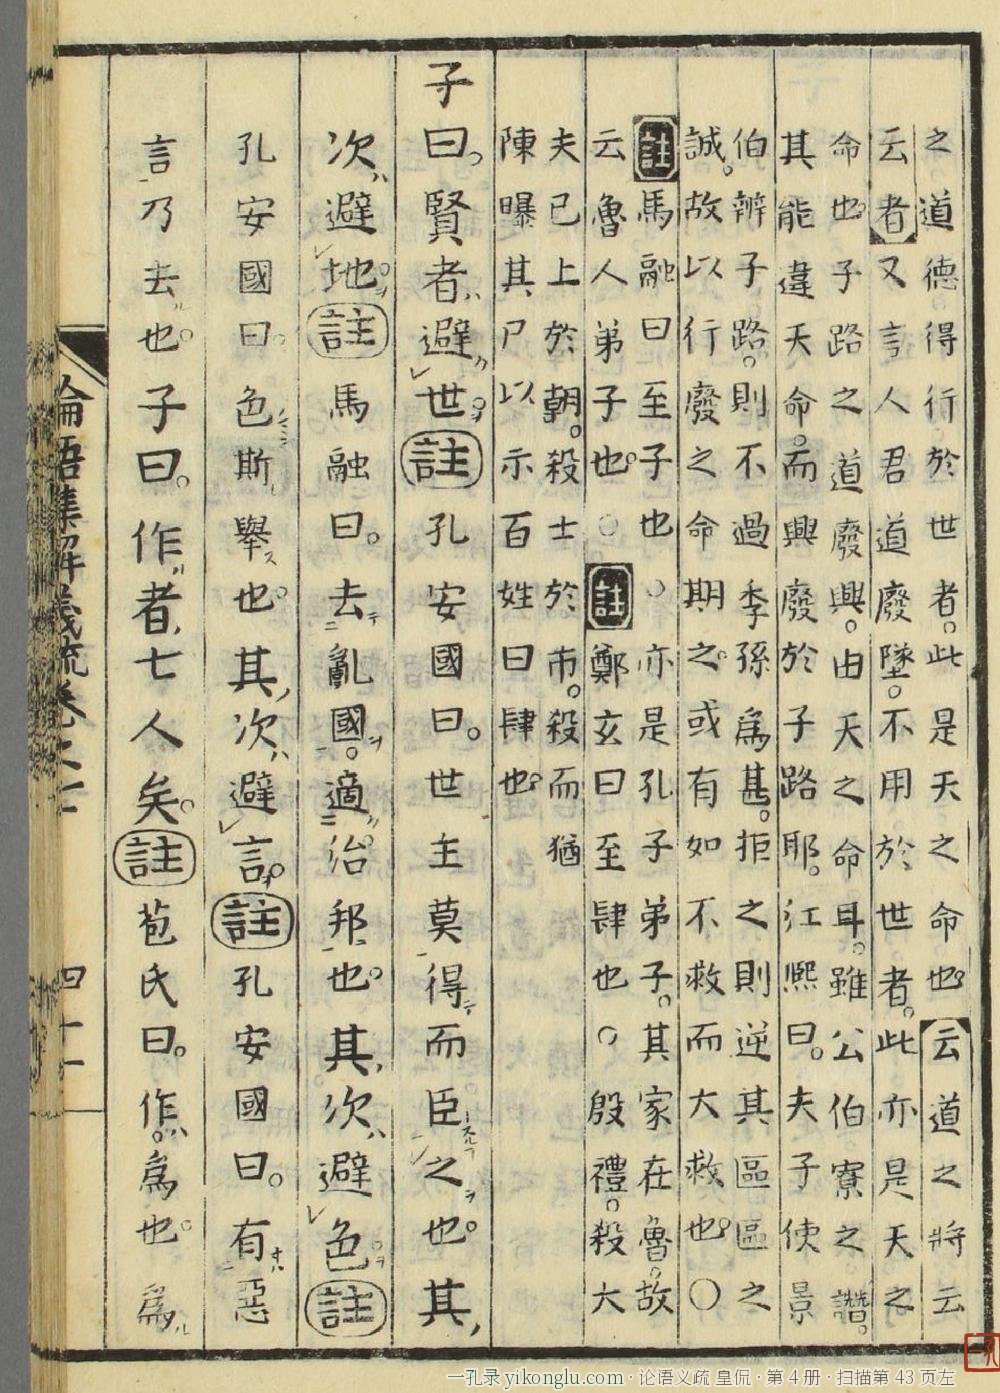 之道德得行於世者。此是天之命也。云道之將云
云者又言人君道廢墜。不用於世者。此亦是天之
命也。子路之道廢興。由天之命耳。雖公伯寮之譖。
其能違天命。而興廢於子路耶。江熙曰。夫子使景
伯辨子路。則不過季孫為甚。拒之則逆其區區之
誠。故以行廢之命期之。或有如不救而大救也。〇
註馬融曰至子也〇亦是孔子弟子。其家在魯。故
云魯人弟子也。〇註鄭玄曰至肆也〇殷禮。殺大
夫已上於朝。殺士於市。殺而猶
陳曝其尸以示百姓曰肆也。
子曰。賢者避世。註孔安國曰。世主莫得而臣之也。其
次避地。註馬融曰。去亂國。適治邦也。其次避色。註
孔安國曰。色斯舉也。其次避言。註孔安國曰。有惡
言乃去也。子曰。作者七人矣。註苞氏曰。作。為也。為
論語集解義疏卷之七 四十一
一孔录 yikonglu.com · 论语义疏 皇侃 · 第 4 册 · 扫描第 43 页左